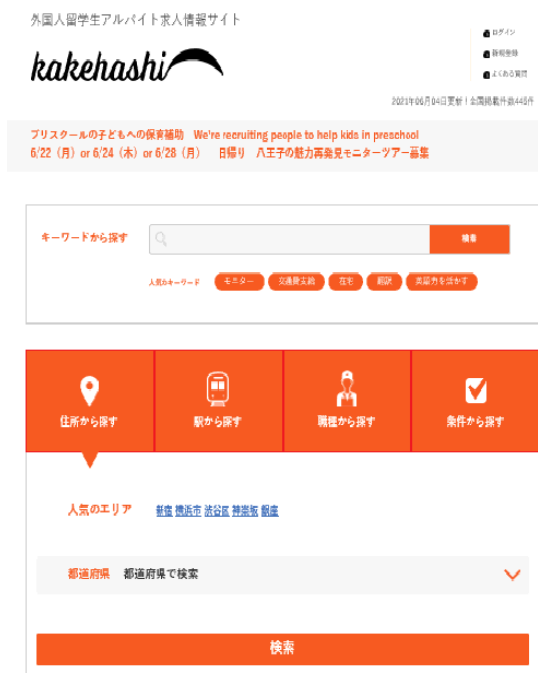 外国人留学生アルバイト求人情報サイト
kakehashi
ログイン
新規登録
よくある質問
2021年06月04日更新！全国掲載件数445件
プリスクールの子どもへの保育補助 We're recruiting people to help kids in preschool
6/22（月）or 6/24（木）or 6/28（月） 日帰り 八王子の魅力再発見モニターツアー募集
キーワードから探す
検索
人気のキーワード モニター 交通費支給 在宅 翻訳 英語力を活かす
住所から探す 駅から探す 職種から探す 条件から探す
人気のエリア 新宿 横浜市 渋谷区 神楽坂 銀座
都道府県 都道府県で検索
検索